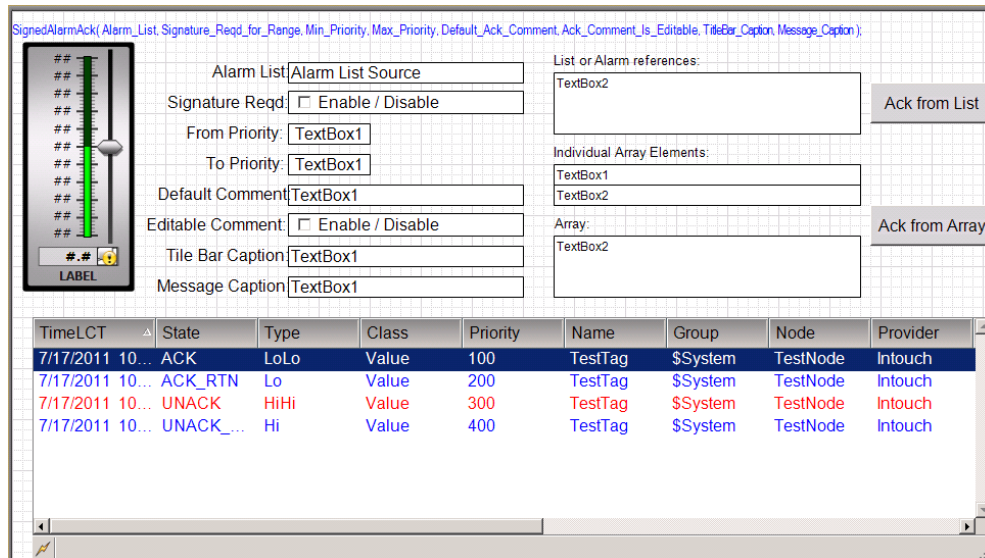 SignedAlarmAck( Alarm_List, Signature_Reqd_for_Range, Min_Priority, Max_Priority, Default_Ack_Comment, Ack_Comment_Is_Editable, TitleBar_Caption, Message_Caption );
##
##
##
##
##
##
##
##
##
##
##
#.#
LABEL
Alarm List: Alarm List Source
Signature Reqd: Enable / Disable
From Priority: TextBox1
To Priority: TextBox1
Default Comment: TextBox1
Editable Comment: Enable / Disable
Tile Bar Caption: TextBox1
Message Caption: TextBox1
List or Alarm references:
TextBox2
Ack from List
Individual Array Elements:
TextBox1
TextBox2
Array:
TextBox2
Ack from Array
TimeLCT State Type Class Priority Name Group Node Provider
7/17/2011 10... ACK LoLo Value 100 TestTag $System TestNode Intouch
7/17/2011 10... ACK_RTN Lo Value 200 TestTag $System TestNode Intouch
7/17/2011 10... UNACK HiHi Value 300 TestTag $System TestNode Intouch
7/17/2011 10... UNACK_... Hi Value 400 TestTag $System TestNode Intouch